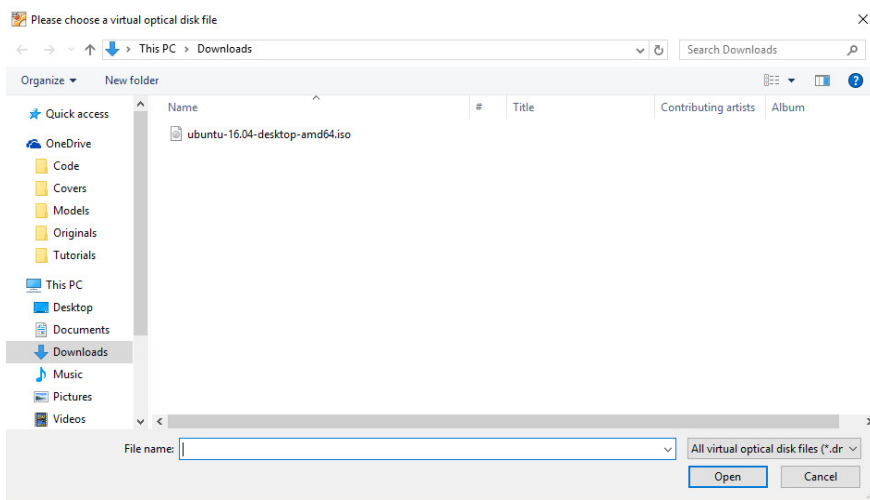 Please choose a virtual optical disk file
This PC > Downloads
Search Downloads
Organize
New folder
Name # Title Contributing artists Album
ubuntu-16.04-desktop-amd64.iso
Quick access
OneDrive
Code
Covers
Models
Originals
Tutorials
This PC
Desktop
Documents
Downloads
Music
Pictures
Videos
File name:
All virtual optical disk files (*.dr
Open
Cancel